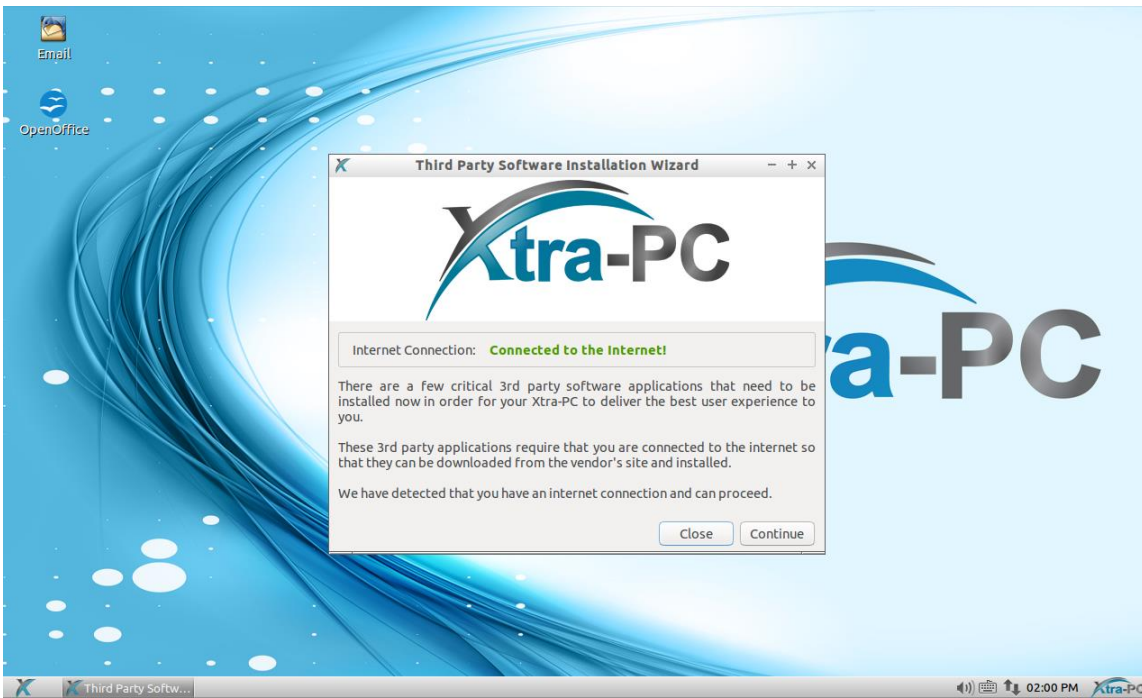 Email
OpenOffice
Third Party Software Installation Wizard
Xtra-PC
Internet Connection: Connected to the Internet!
There are a few critical 3rd party software applications that need to be
installed now in order for your Xtra-PC to deliver the best user experience to
you.
These 3rd party applications require that you are connected to the internet so
that they can be downloaded from the vendor's site and installed.
We have detected that you have an internet connection and can proceed.
Close Continue
a-PC
X Third Party Softw... 02:00 PM Xtra-PC